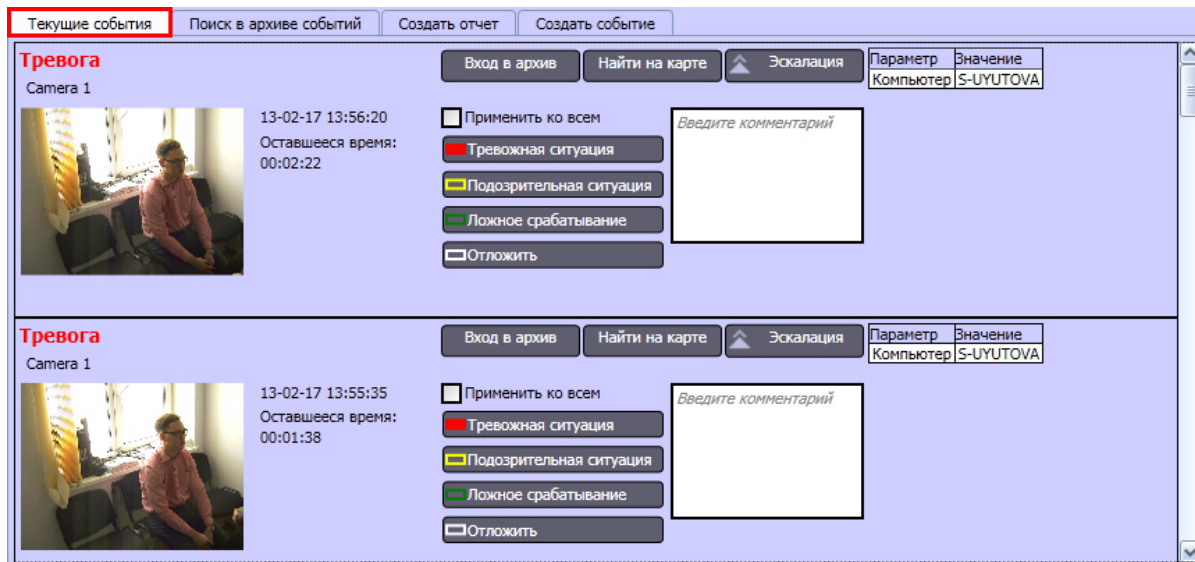 Текущие события
Поиск в архиве событий
Создать отчет
Создать событие
Тревога
Camera 1
Вход в архив
Найти на карте
Эскалация
Параметр Значение
Компьютер S-UYUTOVA
13-02-17 13:56:20
Оставшееся время:
00:02:22
Применить ко всем
Тревожная ситуация
Подозрительная ситуация
Ложное срабатывание
Отложить
Введите комментарий
Тревога
Camera 1
Вход в архив
Найти на карте
Эскалация
Параметр Значение
Компьютер S-UYUTOVA
13-02-17 13:55:35
Оставшееся время:
00:01:38
Применить ко всем
Тревожная ситуация
Подозрительная ситуация
Ложное срабатывание
Отложить
Введите комментарий